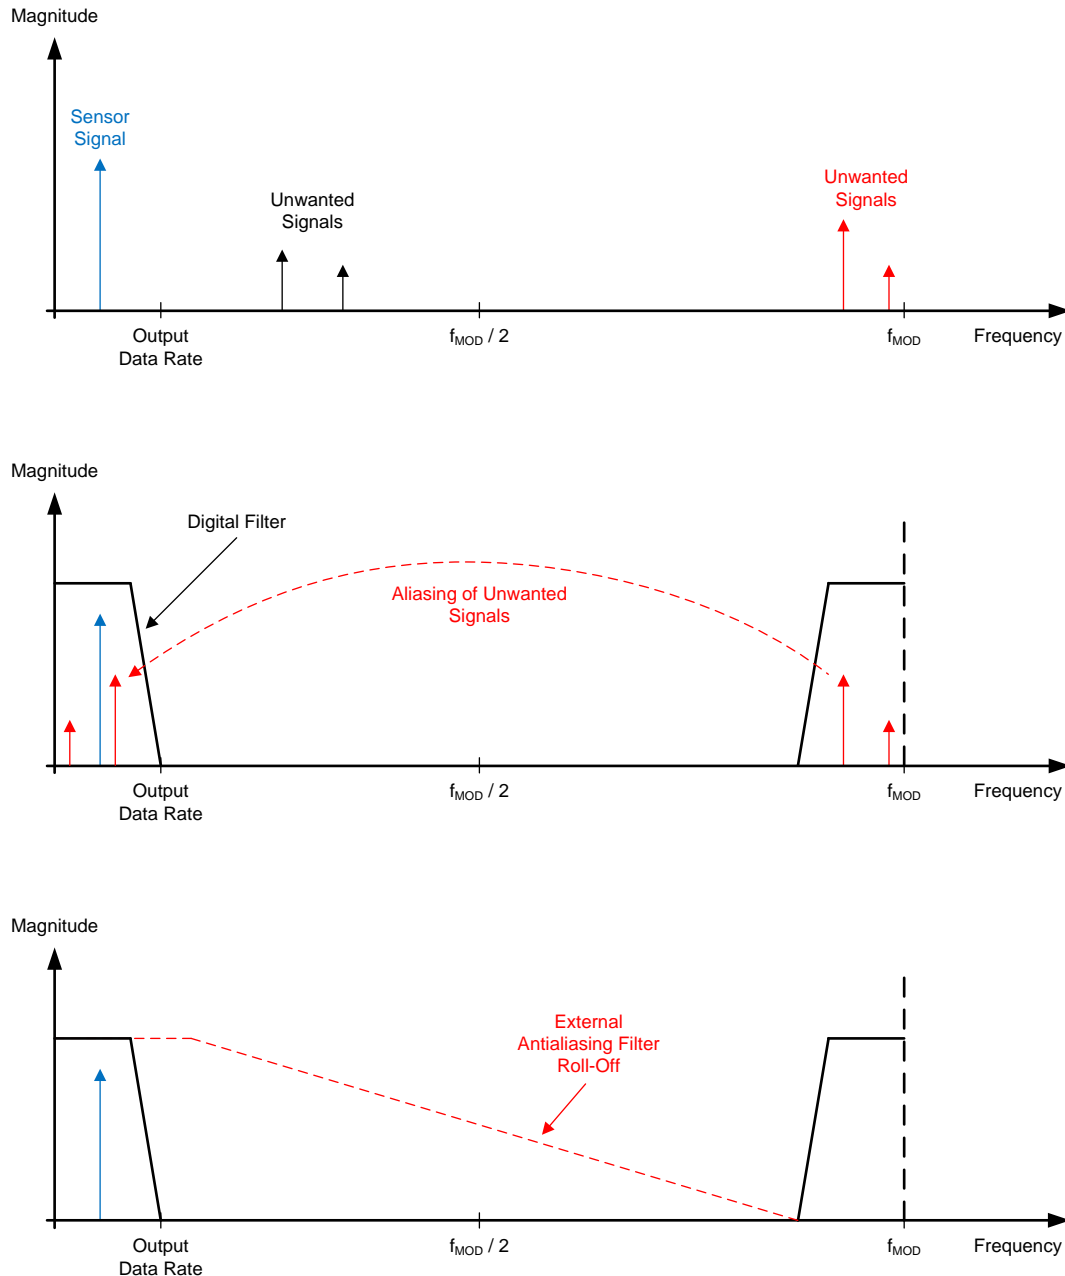 Magnitude
Sensor
Signal
Unwanted
Signals
Unwanted
Signals
Output
Data Rate
fMOD / 2
fMOD
Frequency
Magnitude
Digital Filter
Aliasing of Unwanted
Signals
Output
Data Rate
fMOD / 2
fMOD
Frequency
Magnitude
External
Antialiasing Filter
Roll-Off
Output
Data Rate
fMOD / 2
fMOD
Frequency